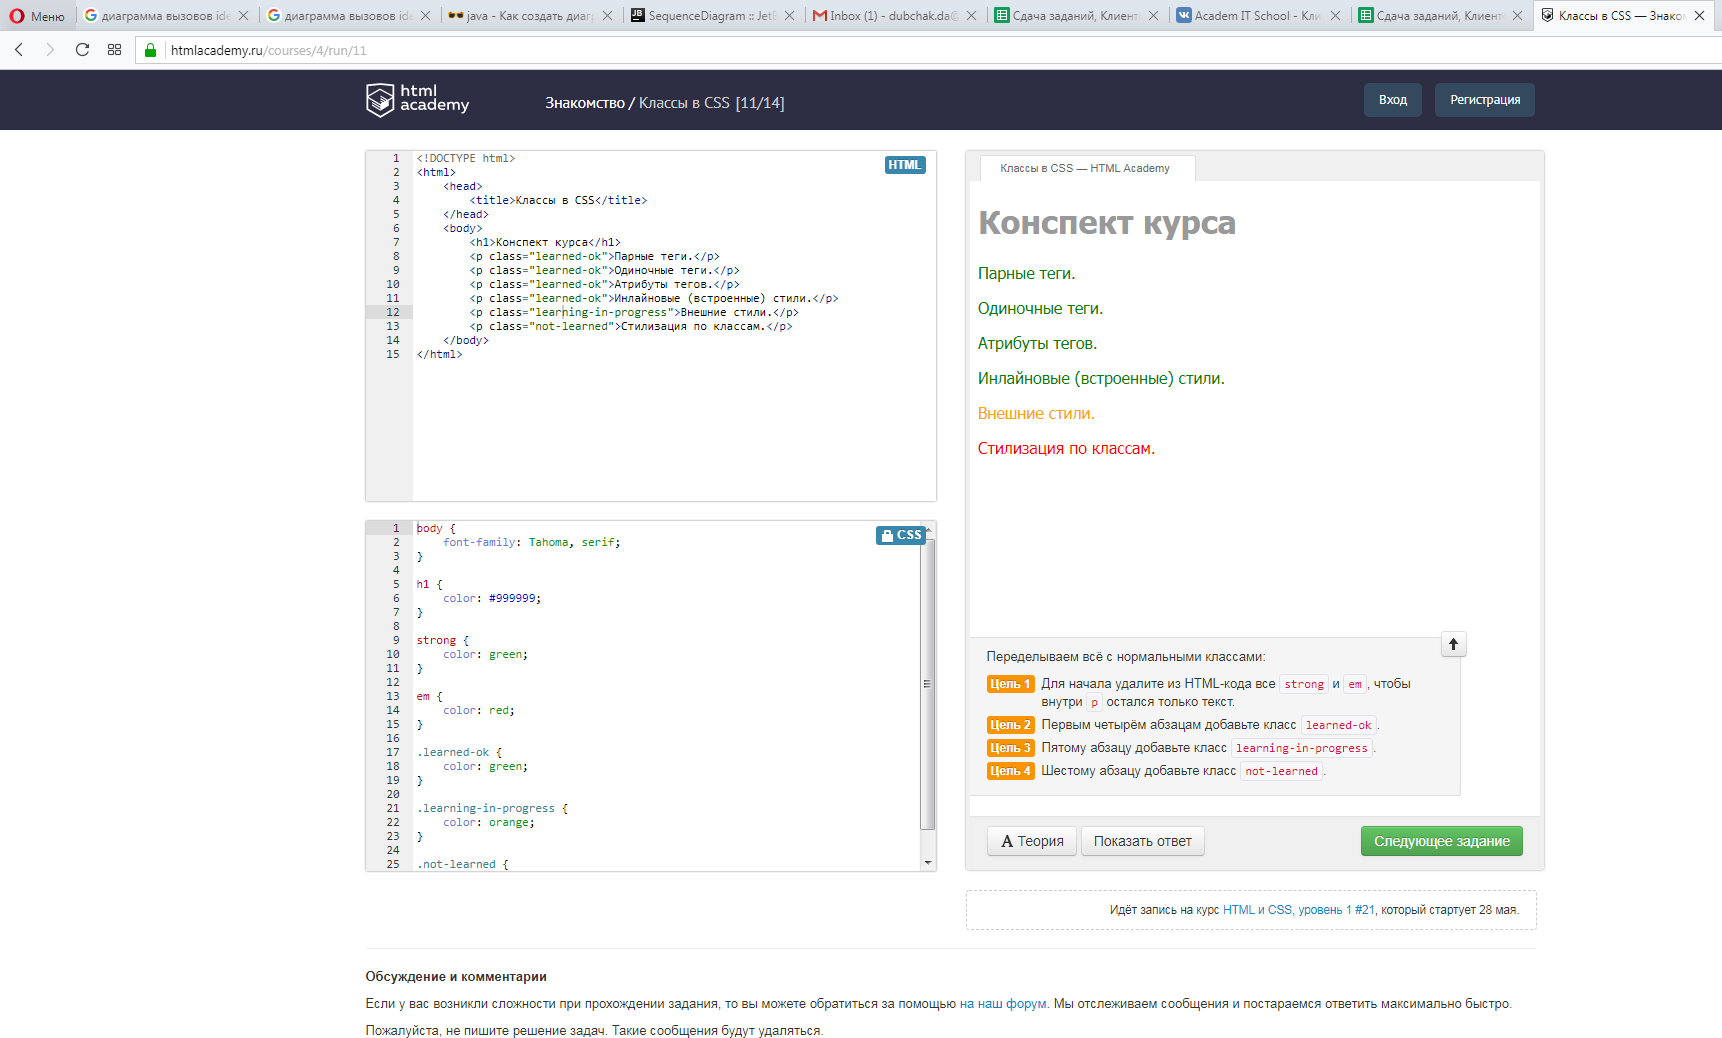 Меню
диаграмма вызовов ide
диаграмма вызовов ide
java - Как создать диаг
SequenceDiagram :: JetB
Inbox (1) - dubchak.da@
Сдача заданий, Клиент
Academ IT School - Кли
Сдача заданий, Клиент
Классы в CSS — Знако
htmlacademy.ru/courses/4/run/11
html academy
Знакомство / Классы в CSS [11/14]
Вход
Регистрация
HTML
1 <!DOCTYPE html>
2 <html>
3 <head>
4 <title>Классы в CSS</title>
5 </head>
6 <body>
7 <h1>Конспект курса</h1>
8 <p class="learned-ok">Парные теги.</p>
9 <p class="learned-ok">Одиночные теги.</p>
10 <p class="learned-ok">Атрибуты тегов.</p>
11 <p class="learned-ok">Инлайновые (встроенные) стили.</p>
12 <p class="learning-in-progress">Внешние стили.</p>
13 <p class="not-learned">Стилизация по классам.</p>
14 </body>
15 </html>
CSS
1 body {
2 font-family: Tahoma, serif;
3 }
4
5 h1 {
6 color: #999999;
7 }
8
9 strong {
10 color: green;
11 }
12
13 em {
14 color: red;
15 }
16
17 .learned-ok {
18 color: green;
19 }
20
21 .learning-in-progress {
22 color: orange;
23 }
24
25 .not-learned {
Классы в CSS — HTML Academy
Конспект курса
Парные теги.
Одиночные теги.
Атрибуты тегов.
Инлайновые (встроенные) стили.
Внешние стили.
Стилизация по классам.
Переделываем всё с нормальными классами:
Цель 1 Для начала удалите из HTML-кода все strong и em, чтобы
внутри p остался только текст.
Цель 2 Первым четырём абзацам добавьте класс learned-ok.
Цель 3 Пятому абзацу добавьте класс learning-in-progress.
Цель 4 Шестому абзацу добавьте класс not-learned.
A Теория
Показать ответ
Следующее задание
Идёт запись на курс HTML и CSS, уровень 1 #21, который стартует 28 мая.
Обсуждение и комментарии
Если у вас возникли сложности при прохождении задания, то вы можете обратиться за помощью на наш форум. Мы отслеживаем сообщения и постараемся ответить максимально быстро.
Пожалуйста, не пишите решение задач. Такие сообщения будут удаляться.